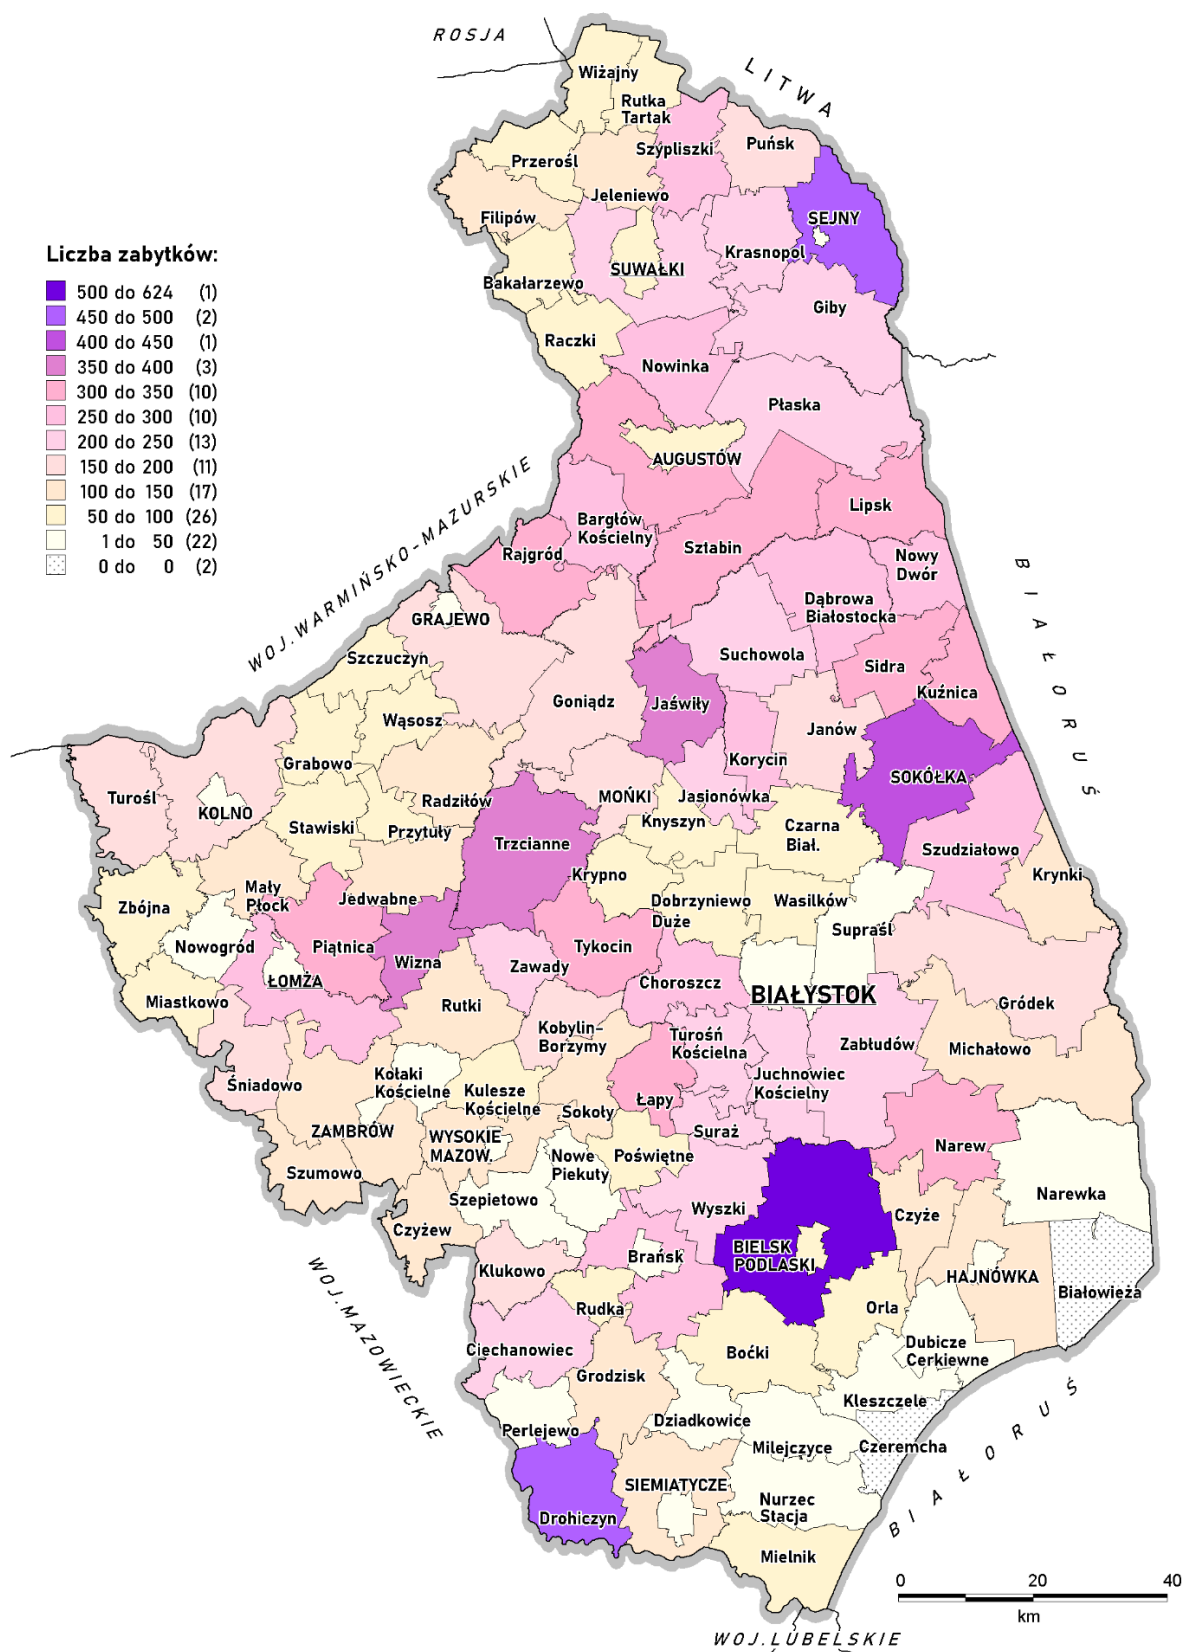 ROSJA
LITWA
Wiżajny
Rutka
Tartak
Szypliszki
Puńsk
Przerośl
Jeleniewo
Filipów
SEJNY
Krasnopol
SUWAŁKI
Bakałarzewo
Giby
Raczki
Nowinka
Płaska
AUGUSTÓW
Liczba zabytków:
500 do 624 (1)
450 do 500 (2)
400 do 450 (1)
350 do 400 (3)
300 do 350 (10)
250 do 300 (10)
200 do 250 (13)
150 do 200 (11)
100 do 150 (17)
50 do 100 (26)
1 do 50 (22)
0 do 0 (2)
WOJ.WARMIŃSKO-MAZURSKIE
Lipsk
Bargłów
Kościelny
Sztabin
Rajgród
Nowy
Dwór
BIAŁORUŚ
Dąbrowa
Białostocka
GRAJEWO
Szczuczyn
Suchowola
Sidra
Kuźnica
Goniądz
Jaświły
Wąsosz
Janów
Grabowo
Korycin
SOKÓŁKA
Turośl
KOLNO
Radziłów
MOŃKI
Jasionówka
Stawiski
Przytuły
Knyszyn
Czarna
Biał.
Trzcianne
Szudziałowo
Krypno
Krynki
Mały
Płock
Jedwabne
Zbójna
Dobrzyniewo
Duże
Wasilków
Supraśl
Nowogród
Piątnica
Tykocin
Wizna
Zawady
ŁOMŻA
Choroszcz
BIAŁYSTOK
Miastkowo
Rutki
Gródek
Kobylin-
Borzymy
Turośń
Kościelna
Zabłudów
Michałowo
Juchnowiec
Kościelny
Śniadowo
Kołaki
Kościelne
Kulesze
Kościelne
Sokoły
Łapy
ZAMBRÓW
WYSOKIE
MAZOW.
Suraż
Narew
Nowe
Piekuty
Poświętne
Szumowo
Szepietowo
Narewka
Wyszki
Czyże
Czyżew
BIELSK
PODLASKI
Brańsk
Klukowo
HAJNÓWKA
Białowieża
Rudka
Orla
WOJ.MAZOWIECKIE
Ciechanowiec
Boćki
Dubicze
Cerkiewne
Grodzisk
Kleszczele
Perlejewo
Dziadkowice
Milejczyce
Czeremcha
BIAŁORUŚ
SIEMIATYCZE
Nurzec
Stacja
Drohiczyn
Mielnik
0 20 40
km
WOJ.LUBELSKIE